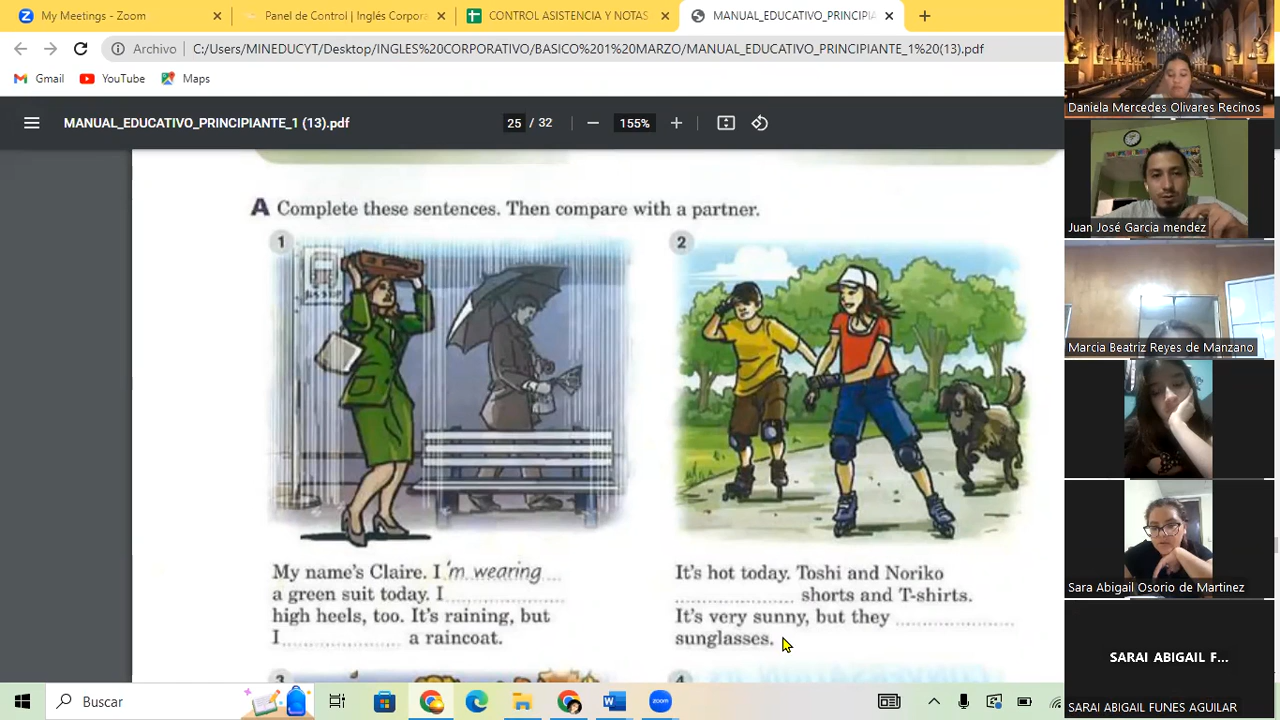 My Meetings - Zoom
Panel de Control | Inglés Corpora
CONTROL ASISTENCIA Y NOTAS
MANUAL_EDUCATIVO_PRINCIPIA
Archivo
C:/Users/MINEDUCYT/Desktop/INGLES%20CORPORATIVO/BASICO%201%20MARZO/MANUAL_EDUCATIVO_PRINCIPIANTE_1%20(13).pdf
Gmail
YouTube
Maps
MANUAL_EDUCATIVO_PRINCIPIANTE_1 (13).pdf
25 / 32
155%
A Complete these sentences. Then compare with a partner.
1
2
My name's Claire. I 'm wearing
a green suit today. I
high heels, too. It's raining, but
I a raincoat.
It's hot today. Toshi and Noriko
shorts and T-shirts.
It's very sunny, but they
sunglasses.
3
4
Daniela Mercedes Olivares Recinos
Juan José Garcia mendez
Marcia Beatriz Reyes de Manzano
Sara Abigail Osorio de Martinez
SARAI ABIGAIL F...
SARAI ABIGAIL FUNES AGUILAR
Buscar
zoom